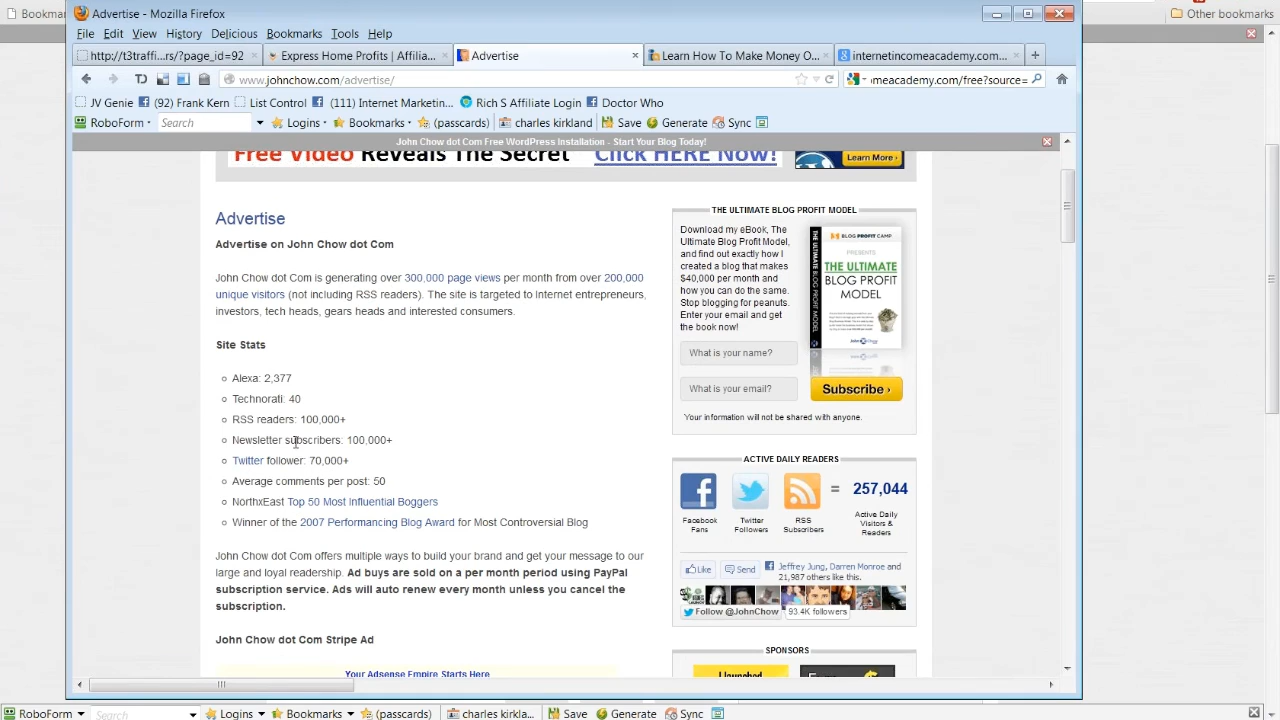 Bookmar
Advertise - Mozilla Firefox
Other bookmarks
File Edit View History Delicious Bookmarks Tools Help
http://t3traffi...rs/?page_id=92
Express Home Profits | Affilia...
Advertise
Learn How To Make Money O...
internetincomeacademy.com...
www.johnchow.com/advertise/
meacademy.com/free?source=
JV Genie (92) Frank Kern List Control (111) Internet Marketin... Rich S Affiliate Login Doctor Who
RoboForm Search Logins Bookmarks (passcards) charles kirkland Save Generate Sync
John Chow dot Com Free WordPress Installation - Start Your Blog Today!
Free Video Reveals The Secret Click HERE Now!
Learn More ›
Advertise
Advertise on John Chow dot Com
John Chow dot Com is generating over 300,000 page views per month from over 200,000
unique visitors (not including RSS readers). The site is targeted to Internet entrepreneurs,
investors, tech heads, gears heads and interested consumers.
Site Stats
Alexa: 2,377
Technorati: 40
RSS readers: 100,000+
Newsletter subscribers: 100,000+
Twitter follower: 70,000+
Average comments per post: 50
NorthxEast Top 50 Most Influential Boggers
Winner of the 2007 Performancing Blog Award for Most Controversial Blog
John Chow dot Com offers multiple ways to build your brand and get your message to our
large and loyal readership. Ad buys are sold on a per month period using PayPal
subscription service. Ads will auto renew every month unless you cancel the
subscription.
John Chow dot Com Stripe Ad
Your Adsense Empire Starts Here
THE ULTIMATE BLOG PROFIT MODEL
Download my eBook, The
Ultimate Blog Profit Model,
and find out exactly how I
created a blog that makes
$40,000 per month and
how you can do the same.
Stop blogging for peanuts.
Enter your email and get
the book now!
BLOG PROFIT CAMP
PRESENTS
THE ULTIMATE
BLOG PROFIT
MODEL
THE ULTIMATE BLOG PROFIT MODEL
What is your name?
What is your email?
Subscribe ›
Your information will not be shared with anyone.
ACTIVE DAILY READERS
= 257,044
Facebook
Fans
Twitter
Followers
RSS
Subscribers
Active Daily
Visitors &
Readers
Like Send Jeffrey Jung, Darren Monroe and
21,987 others like this.
Follow @JohnChow 93.4K followers
SPONSORS
RoboForm Search Logins Bookmarks (passcards) charles kirkla... Save Generate Sync